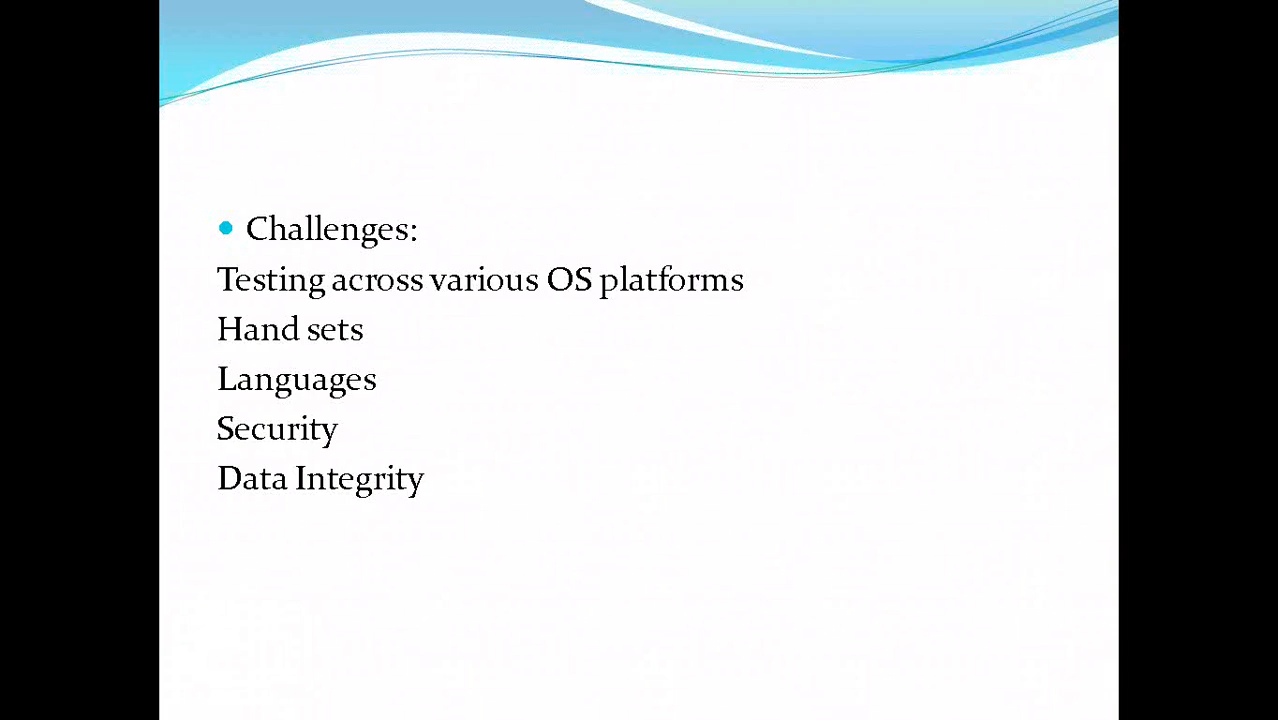 • Challenges:
Testing across various OS platforms
Hand sets
Languages
Security
Data Integrity